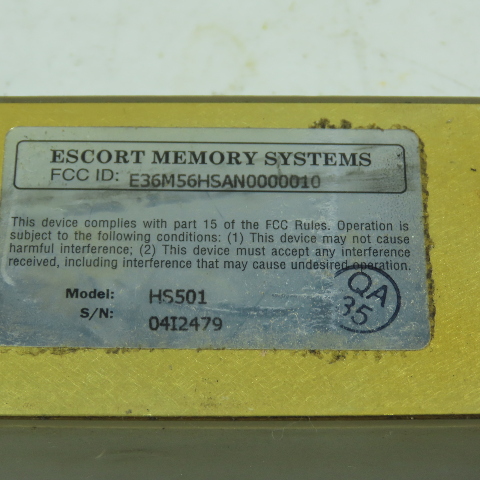 ESCORT MEMORY SYSTEMS
FCC ID: E36M56HSAN0000010
This device complies with part 15 of the FCC Rules. Operation is
subject to the following conditions: (1) This device may not cause
harmful interference; (2) This device must accept any interference
received, including interference that may cause undesired operation.
Model: HS501
S/N: 04I2479
QA
35